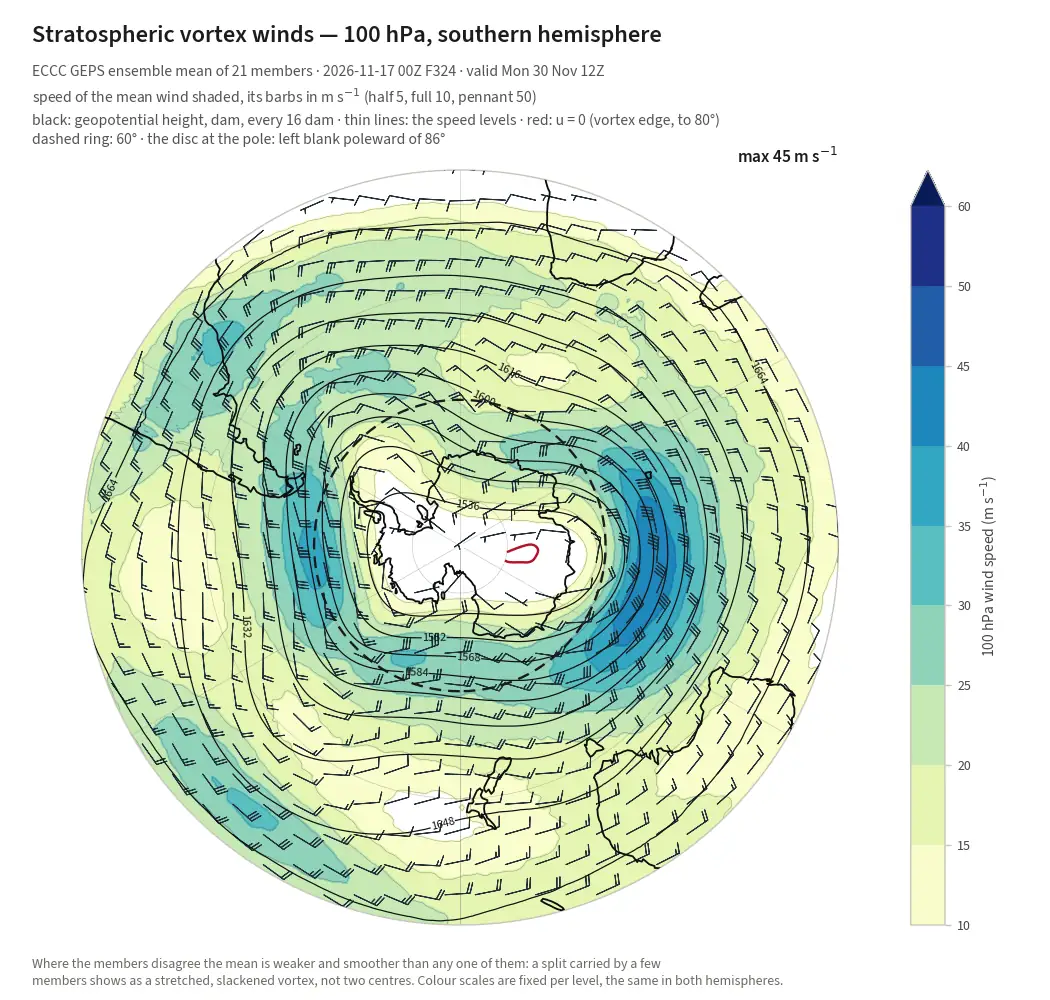 Stratospheric vortex winds — 100 hPa, southern hemisphere
ECCC GEPS ensemble mean of 21 members · 2026-11-17 00Z F324 · valid Mon 30 Nov 12Z
speed of the mean wind shaded, its barbs in m s⁻¹ (half 5, full 10, pennant 50)
black: geopotential height, dam, every 16 dam · thin lines: the speed levels · red: u = 0 (vortex edge, to 80°)
dashed ring: 60° · the disc at the pole: left blank poleward of 86°
max 45 m s⁻¹
60
50
45
40
35
30
25
20
15
10
100 hPa wind speed (m s⁻¹)
1616
1664
1600
1664
1536
1632
1568
1584
1648
Where the members disagree the mean is weaker and smoother than any one of them: a split carried by a few
members shows as a stretched, slackened vortex, not two centres. Colour scales are fixed per level, the same in both hemispheres.